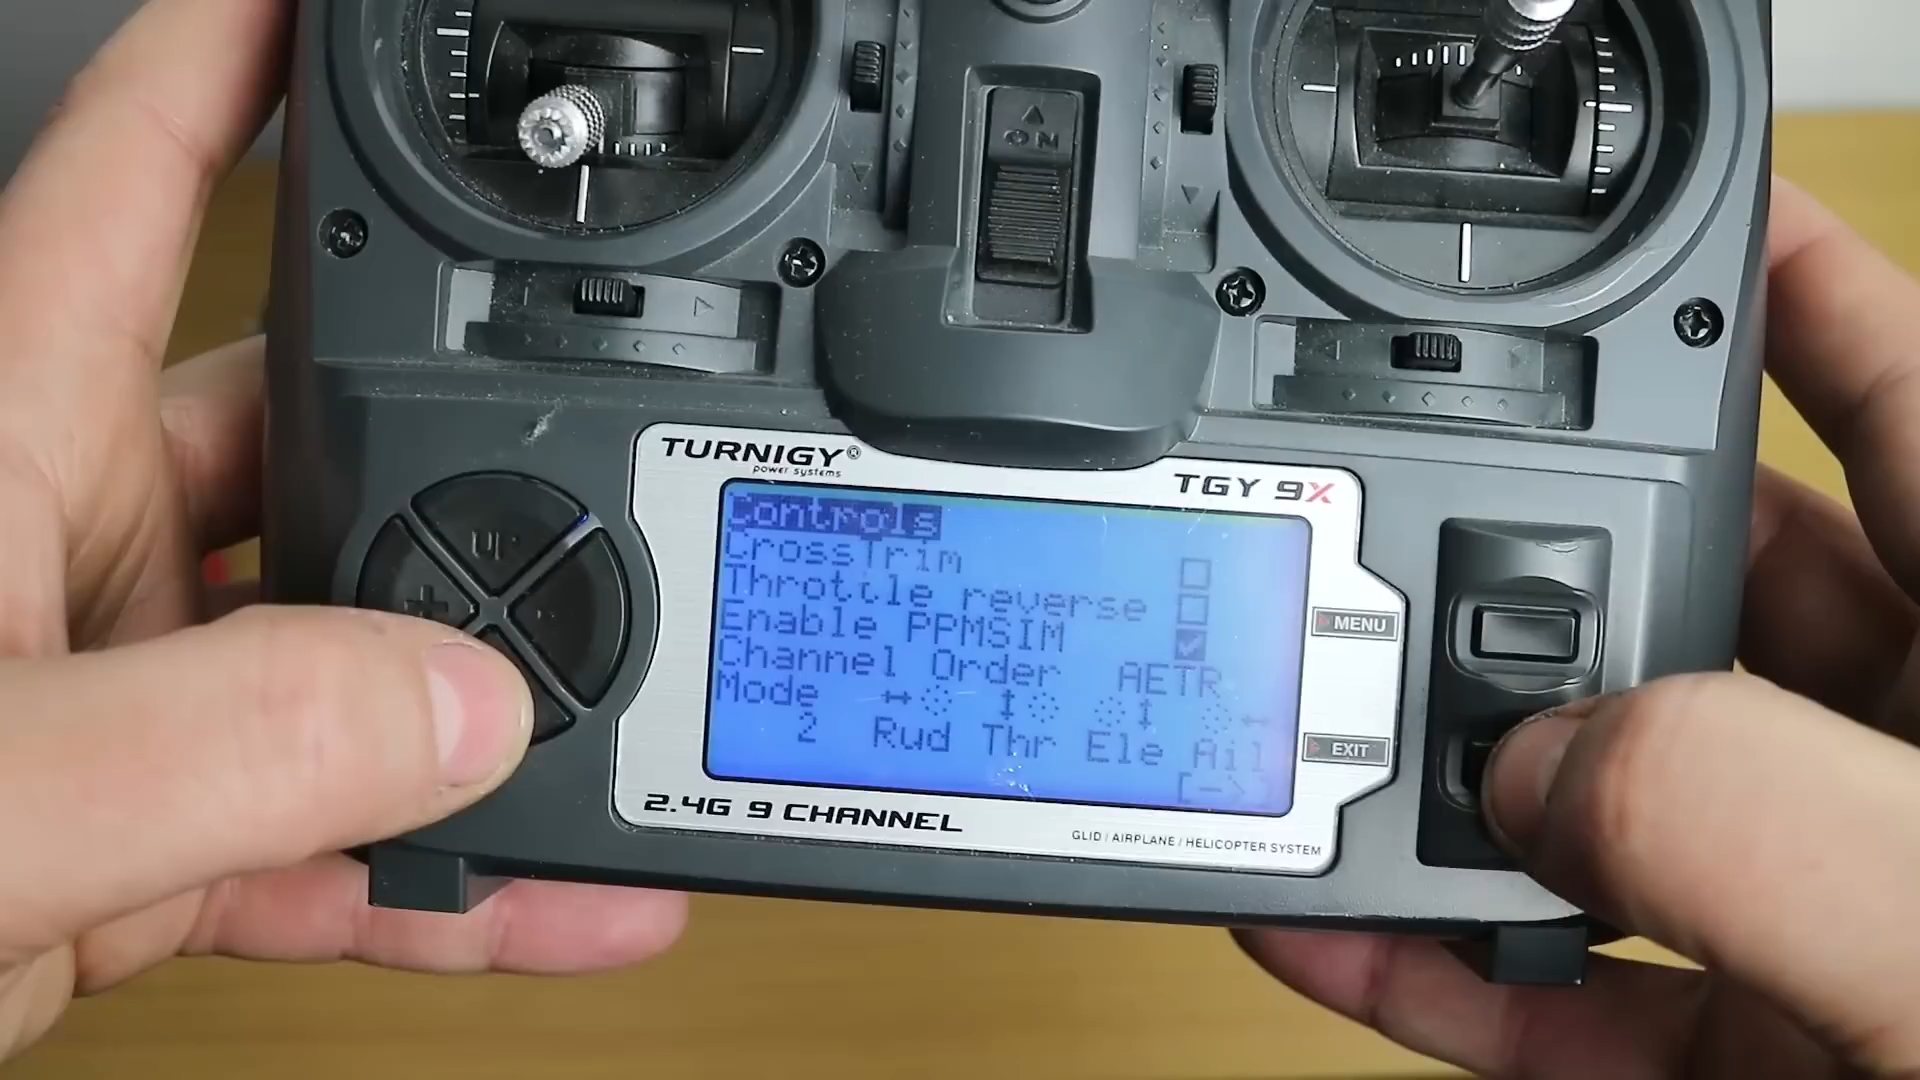 ON
TURNIGY®
power systems
TGY 9X
UP
+
-
Controls
CrossTrim
Throttle reverse
Enable PPMSIM
Channel Order AETR
Mode
2 Rud Thr Ele Ail
[->]
MENU
EXIT
2.4G 9 CHANNEL
GLID / AIRPLANE / HELICOPTER SYSTEM